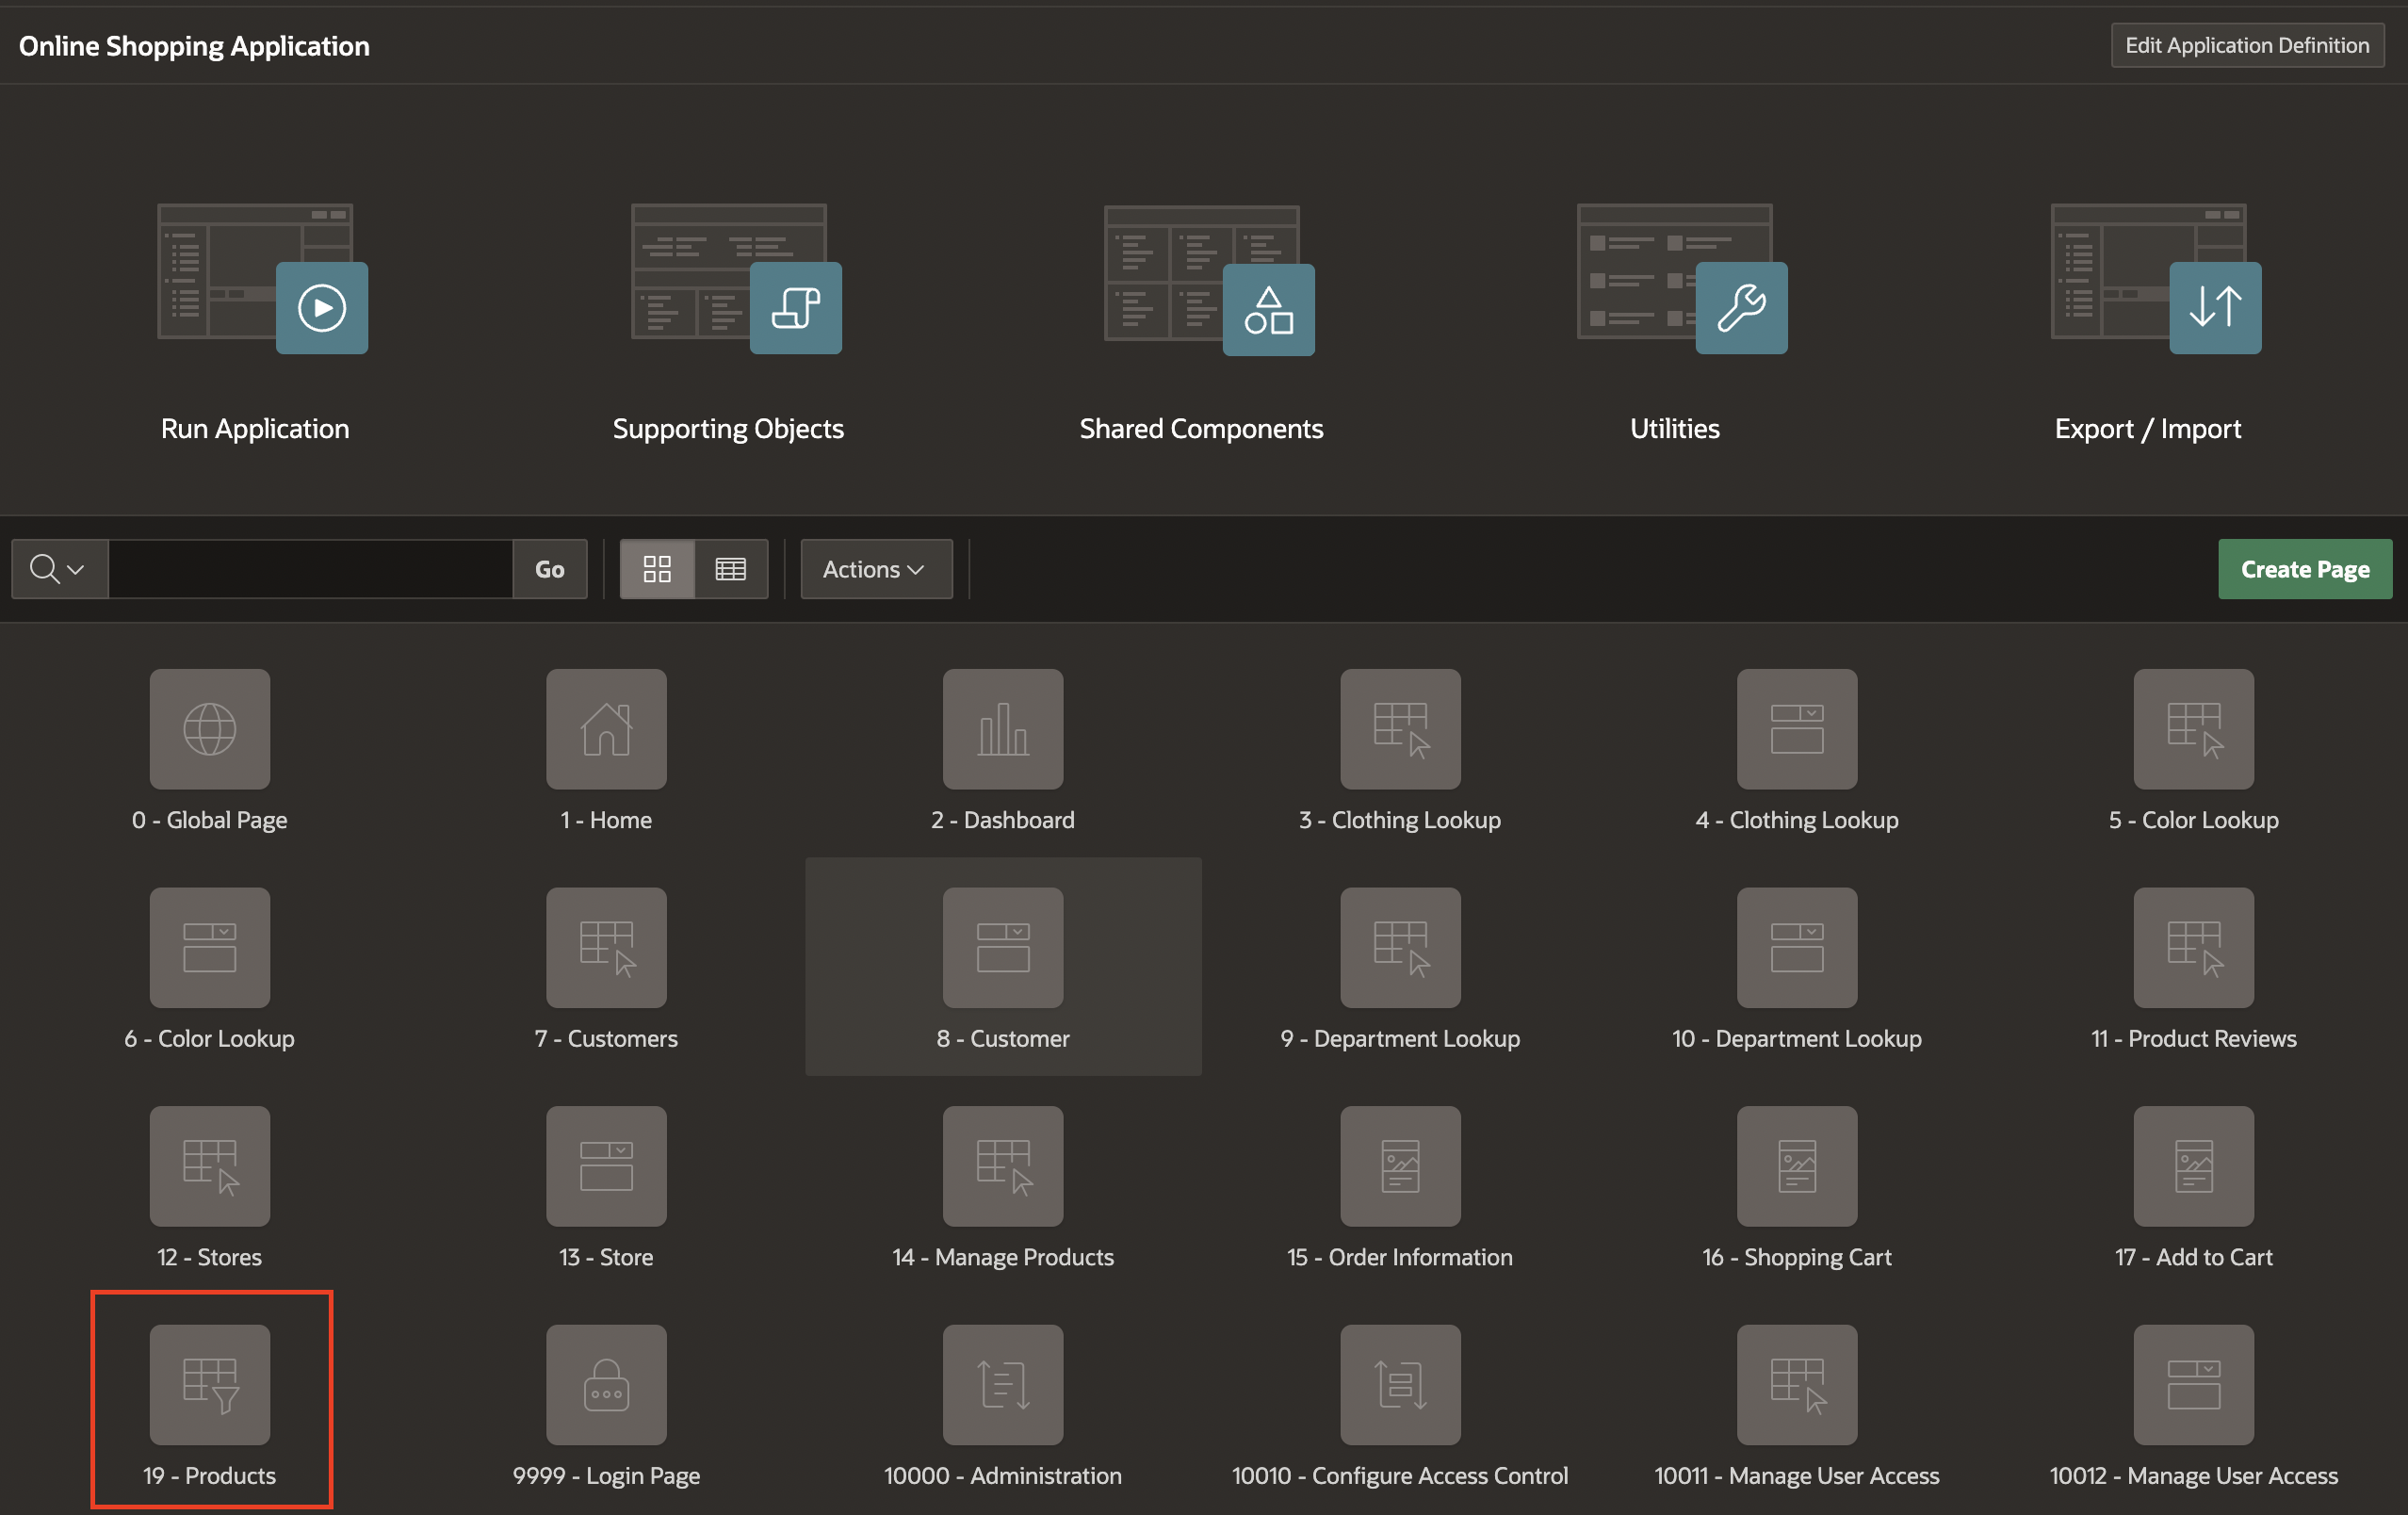 Online Shopping Application
Edit Application Definition
Run Application
Supporting Objects
Shared Components
Utilities
Export / Import
Go
Actions
Create Page
0 - Global Page
1 - Home
2 - Dashboard
3 - Clothing Lookup
4 - Clothing Lookup
5 - Color Lookup
6 - Color Lookup
7 - Customers
8 - Customer
9 - Department Lookup
10 - Department Lookup
11 - Product Reviews
12 - Stores
13 - Store
14 - Manage Products
15 - Order Information
16 - Shopping Cart
17 - Add to Cart
19 - Products
9999 - Login Page
10000 - Administration
10010 - Configure Access Control
10011 - Manage User Access
10012 - Manage User Access